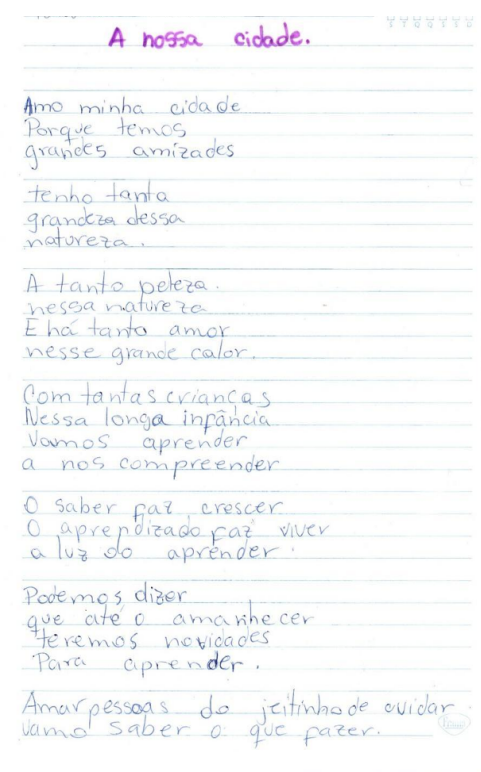 A nossa cidade.
Amo minha cidade
Porque temos
grandes amizades
tenho tanta
grandeza dessa
natureza.
A tanto peleza.
nessa natureza
E há tanto amor
nesse grande calor.
Com tantas crianças
Nessa longa infância
Vamos aprender
a nos compreender
O saber faz crescer
O aprendizado faz viver
a luz do aprender.
Podemos dizer
que até o amanhecer
teremos novidades
Para aprender.
Amar pessoas do jeitinho de cuidar
Vamo saber o que fazer.